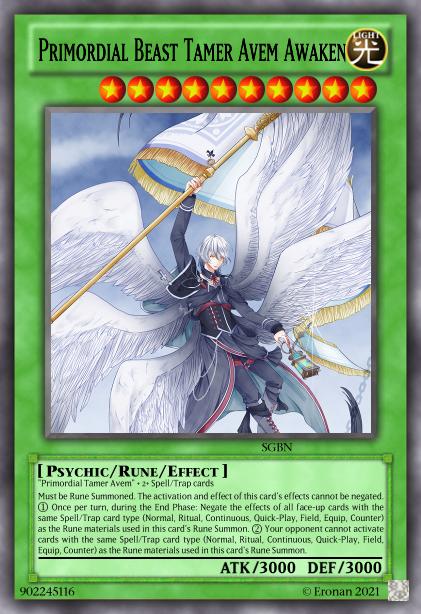 PRIMORDIAL BEAST TAMER AVEM AWAKEN
LIGHT
光
SGBN
[ PSYCHIC/RUNE/EFFECT ]
"Primordial Tamer Avem" + 2+ Spell/Trap cards
Must be Rune Summoned. The activation and effect of this card's effects cannot be negated.
① Once per turn, during the End Phase: Negate the effects of all face-up cards with the
same Spell/Trap card type (Normal, Ritual, Continuous, Quick-Play, Field, Equip, Counter)
as the Rune materials used in this card's Rune Summon. ② Your opponent cannot activate
cards with the same Spell/Trap card type (Normal, Ritual, Continuous, Quick-Play, Field,
Equip, Counter) as the Rune materials used in this card's Rune Summon.
ATK/3000 DEF/3000
902245116
© Eronan 2021